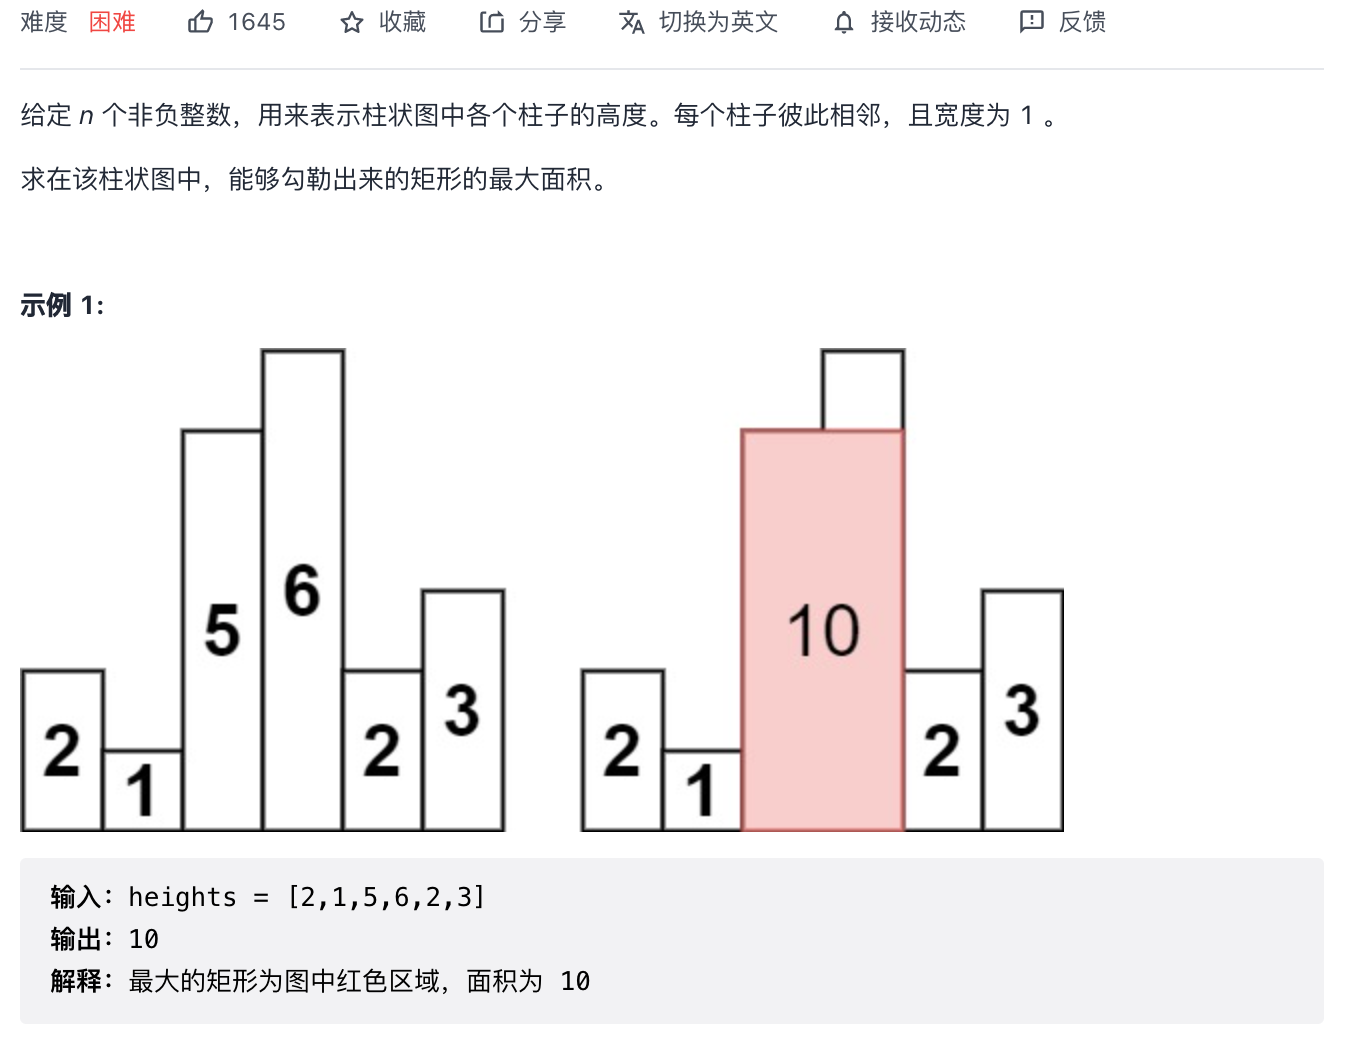 难度 困难 1645 收藏 分享 切换为英文 接收动态 反馈
给定 n 个非负整数，用来表示柱状图中各个柱子的高度。每个柱子彼此相邻，且宽度为 1 。
求在该柱状图中，能够勾勒出来的矩形的最大面积。
示例 1:
2 1 5 6 2 3
2 1 10 2 3
输入：heights = [2,1,5,6,2,3]
输出：10
解释：最大的矩形为图中红色区域，面积为 10